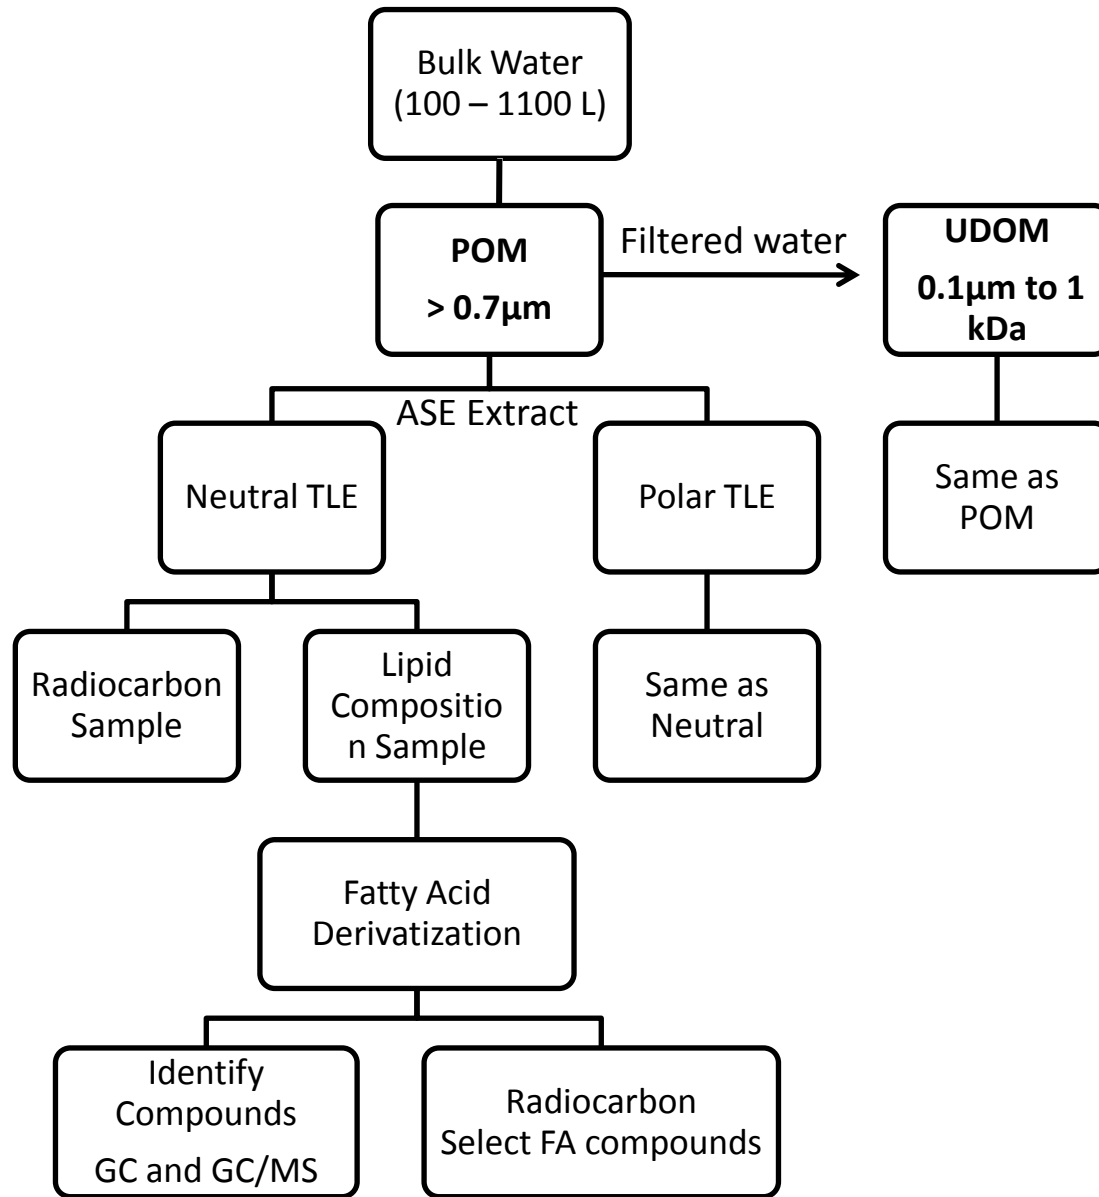 Bulk Water
(100 – 1100 L)
POM
> 0.7µm
Filtered water
UDOM
0.1µm to 1
kDa
ASE Extract
Neutral TLE
Polar TLE
Same as
POM
Radiocarbon
Sample
Lipid
Compositio
n Sample
Same as
Neutral
Fatty Acid
Derivatization
Identify
Compounds
GC and GC/MS
Radiocarbon
Select FA compounds